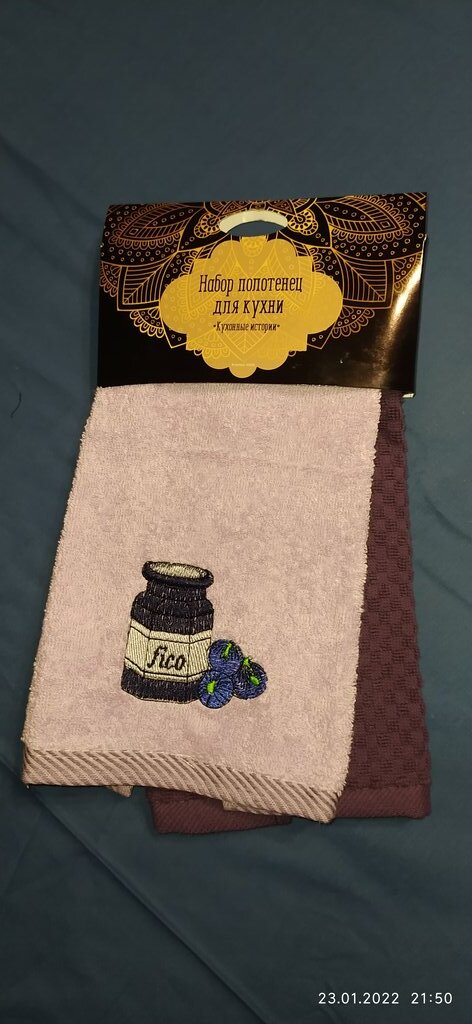 Набор полотенец
для кухни
•Кухонные истории•
fico
23.01.2022 21:50